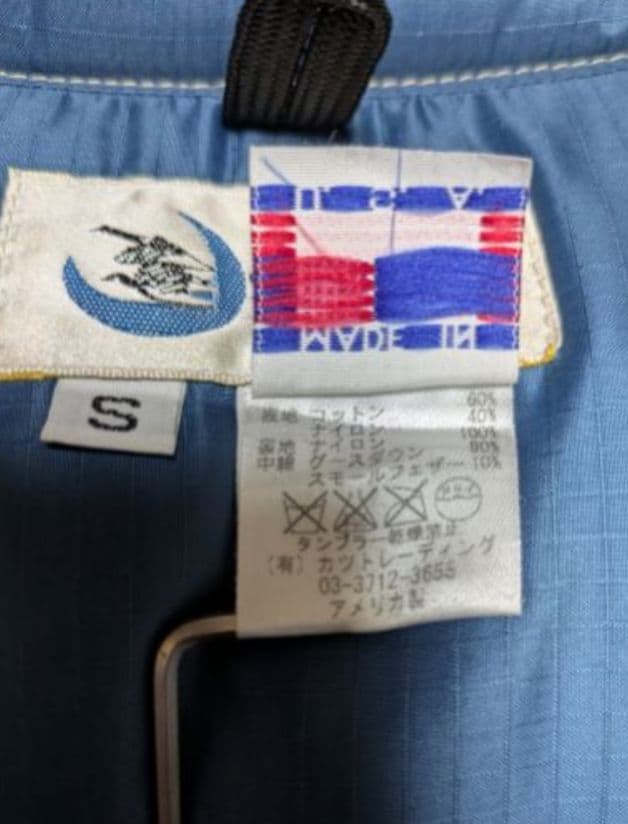 U.S.A
MADE IN
S
60%
表地 コットン 40%
ナイロン 100%
裏地 ナイロン 90%
中綿 グースダウン
スモールフェザー 10%
タンブラー乾燥禁止
(有) カツトレーディング
03-3712-3655
アメリカ製